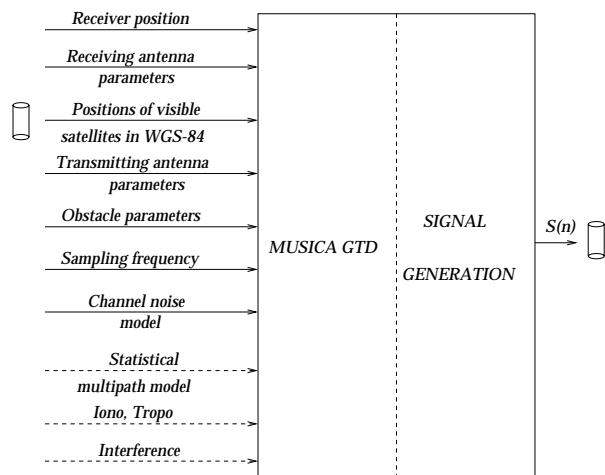 Receiver position
Receiving antenna
parameters
Positions of visible
satellites in WGS-84
Transmitting antenna
parameters
Obstacle parameters
Sampling frequency
Channel noise
model
Statistical
multipath model
Iono, Tropo
Interference
MUSICA GTD
SIGNAL
GENERATION
S(n)